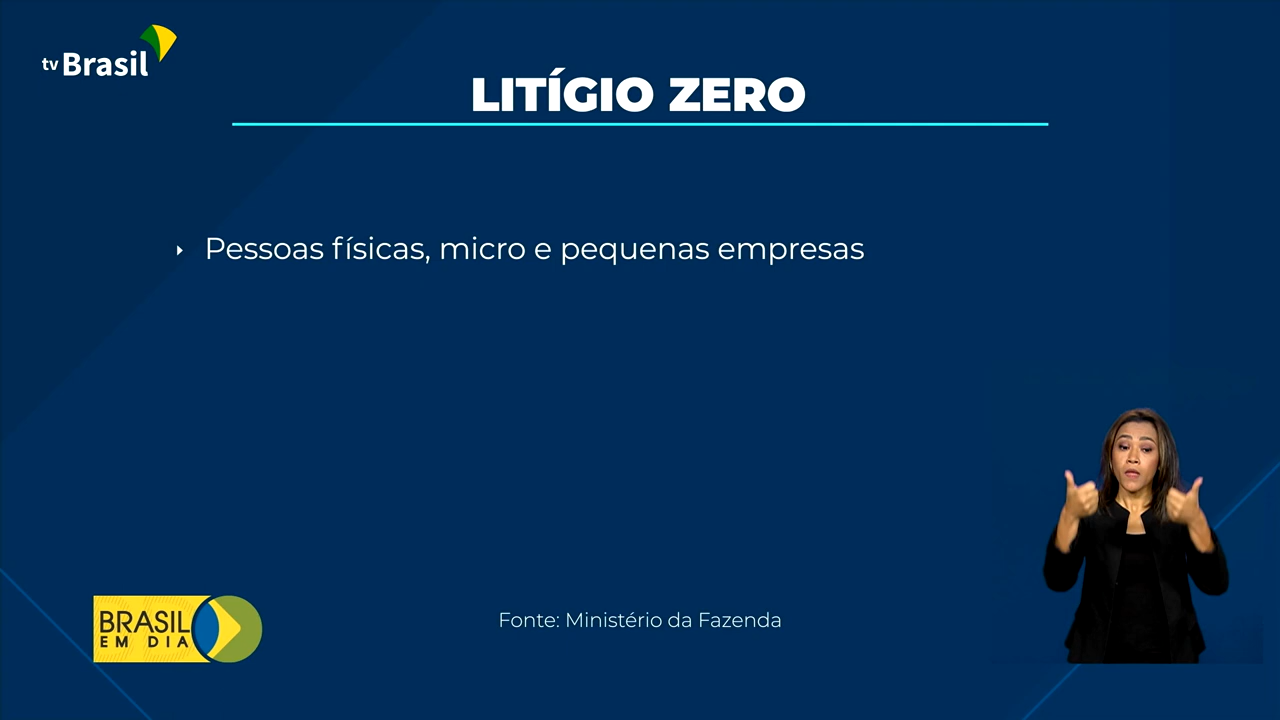 tv Brasil
LITÍGIO ZERO
Pessoas físicas, micro e pequenas empresas
BRASIL
EM DIA
Fonte: Ministério da Fazenda